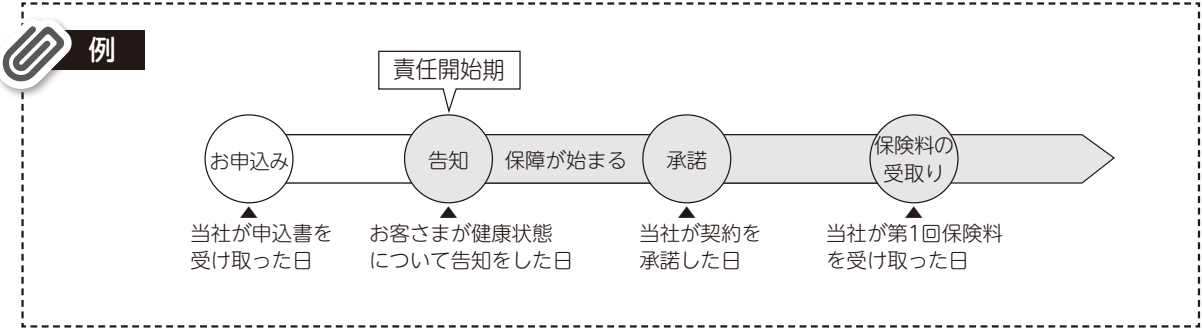 例
責任開始期
お申込み
告知
保障が始まる
承諾
保険料の
受取り
当社が申込書を
受け取った日
お客さまが健康状態
について告知をした日
当社が契約を
承諾した日
当社が第1回保険料
を受け取った日